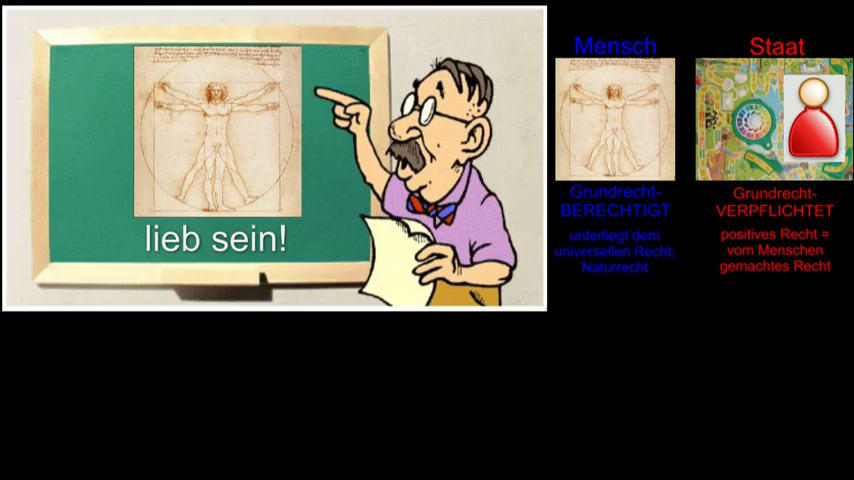 lieb sein!
Mensch
Grundrecht-
BERECHTIGT
unterliegt dem
universellen Recht;
Naturrecht
Staat
Grundrecht-
VERPFLICHTET
positives Recht =
vom Menschen
gemachtes Recht